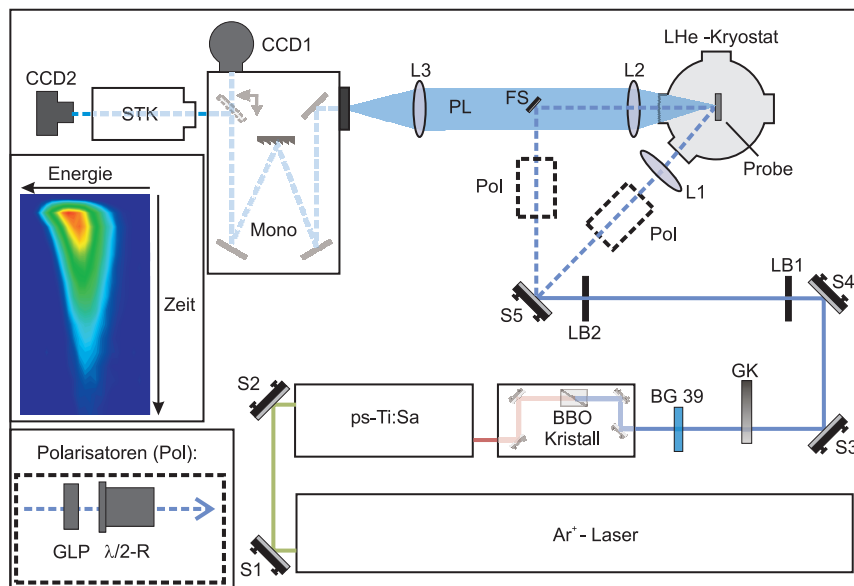 CCD1
LHe -Kryostat
CCD2
STK
L3
L2
PL
FS
Probe
Energie
Mono
Pol
L1
Pol
Zeit
LB1
S4
S5
LB2
S2
GK
ps-Ti:Sa
BBO
Kristall
BG 39
S3
Polarisatoren (Pol):
GLP
λ/2-R
S1
Ar⁺- Laser